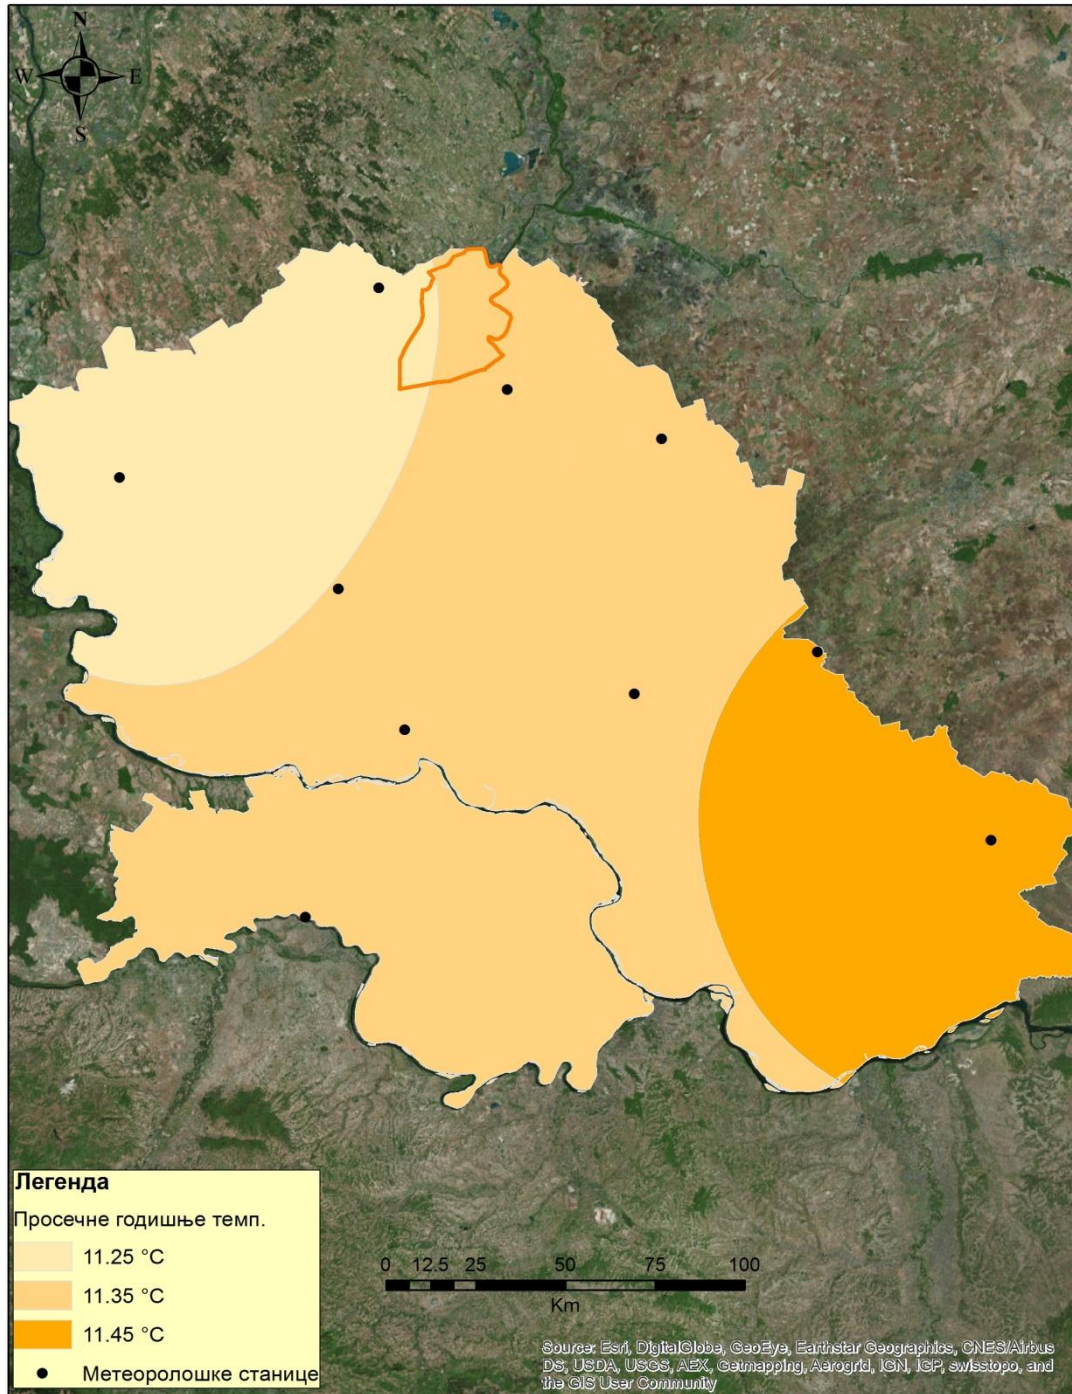 N
W E
S
Легенда
Просечне годишње темп.
11.25 °C
11.35 °C
11.45 °C
Метеоролошке станице
0 12.5 25 50 75 100
Km
Source: Esri, DigitalGlobe, GeoEye, Earthstar Geographics, CNES/Airbus
DS, USDA, USGS, AEX, Getmapping, Aerogrid, IGN, IGP, swisstopo, and
the GIS User Community